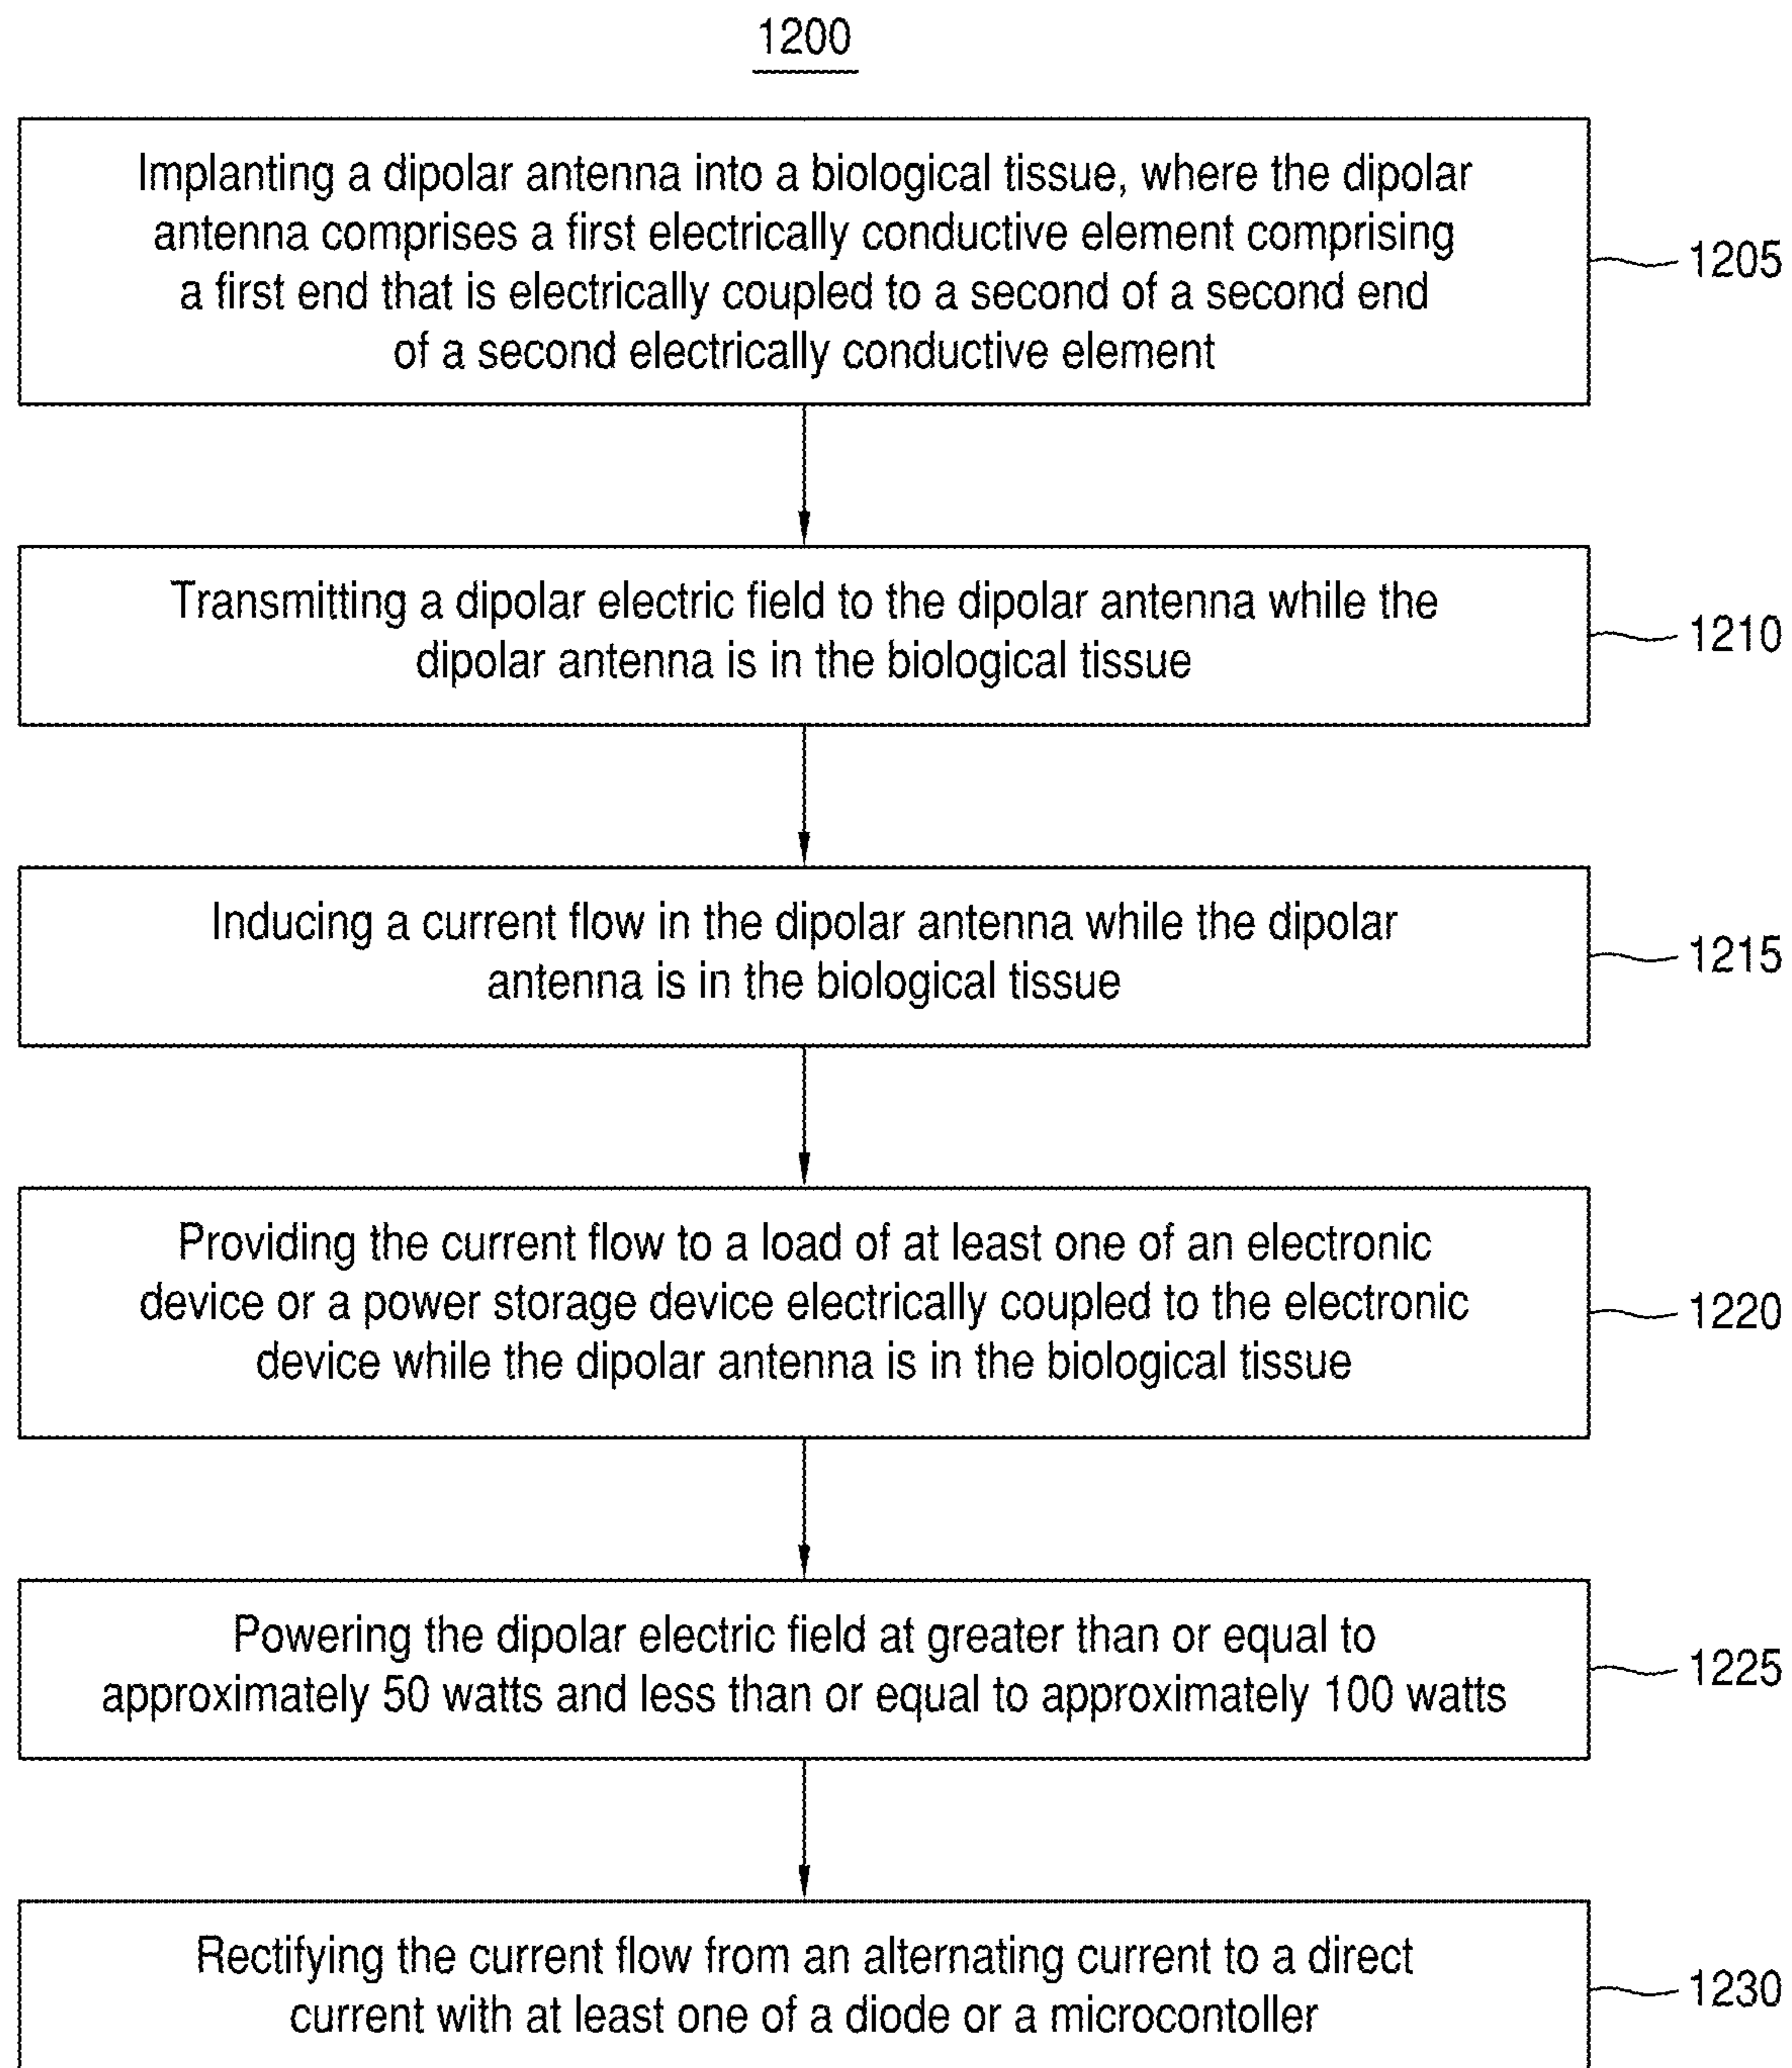 1200
Implanting a dipolar antenna into a biological tissue, where the dipolar
antenna comprises a first electrically conductive element comprising
a first end that is electrically coupled to a second of a second end
of a second electrically conductive element
1205
Transmitting a dipolar electric field to the dipolar antenna while the
dipolar antenna is in the biological tissue
1210
Inducing a current flow in the dipolar antenna while the dipolar
antenna is in the biological tissue
1215
Providing the current flow to a load of at least one of an electronic
device or a power storage device electrically coupled to the electronic
device while the dipolar antenna is in the biological tissue
1220
Powering the dipolar electric field at greater than or equal to
approximately 50 watts and less than or equal to approximately 100 watts
1225
Rectifying the current flow from an alternating current to a direct
current with at least one of a diode or a microcontoller
1230